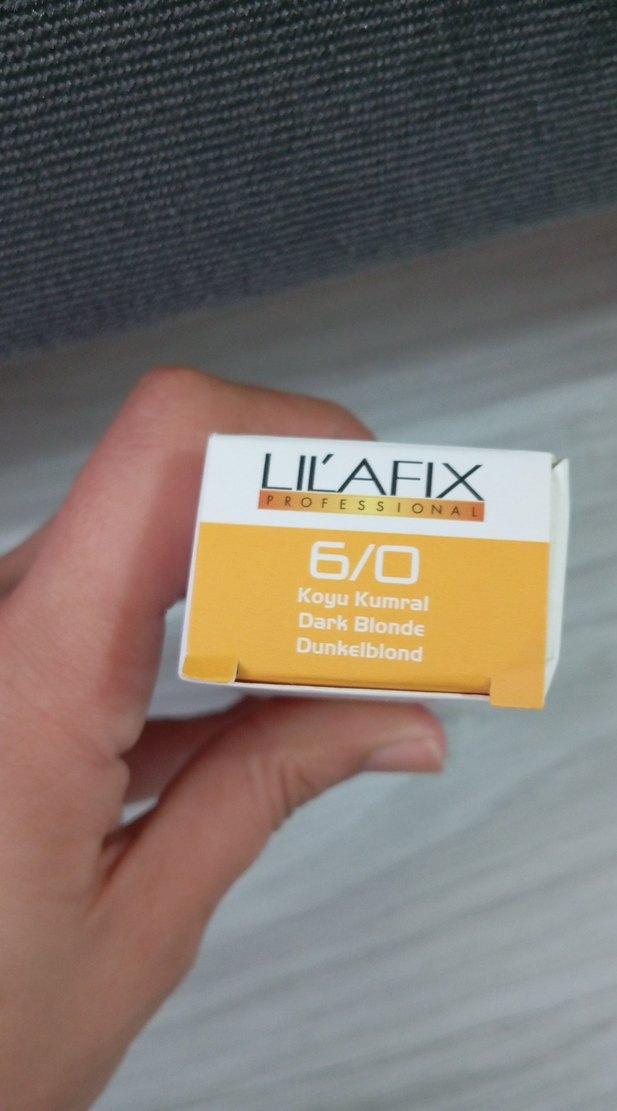 LIL'AFIX
PROFESSIONAL
6/0
Koyu Kumral
Dark Blonde
Dunkelblond